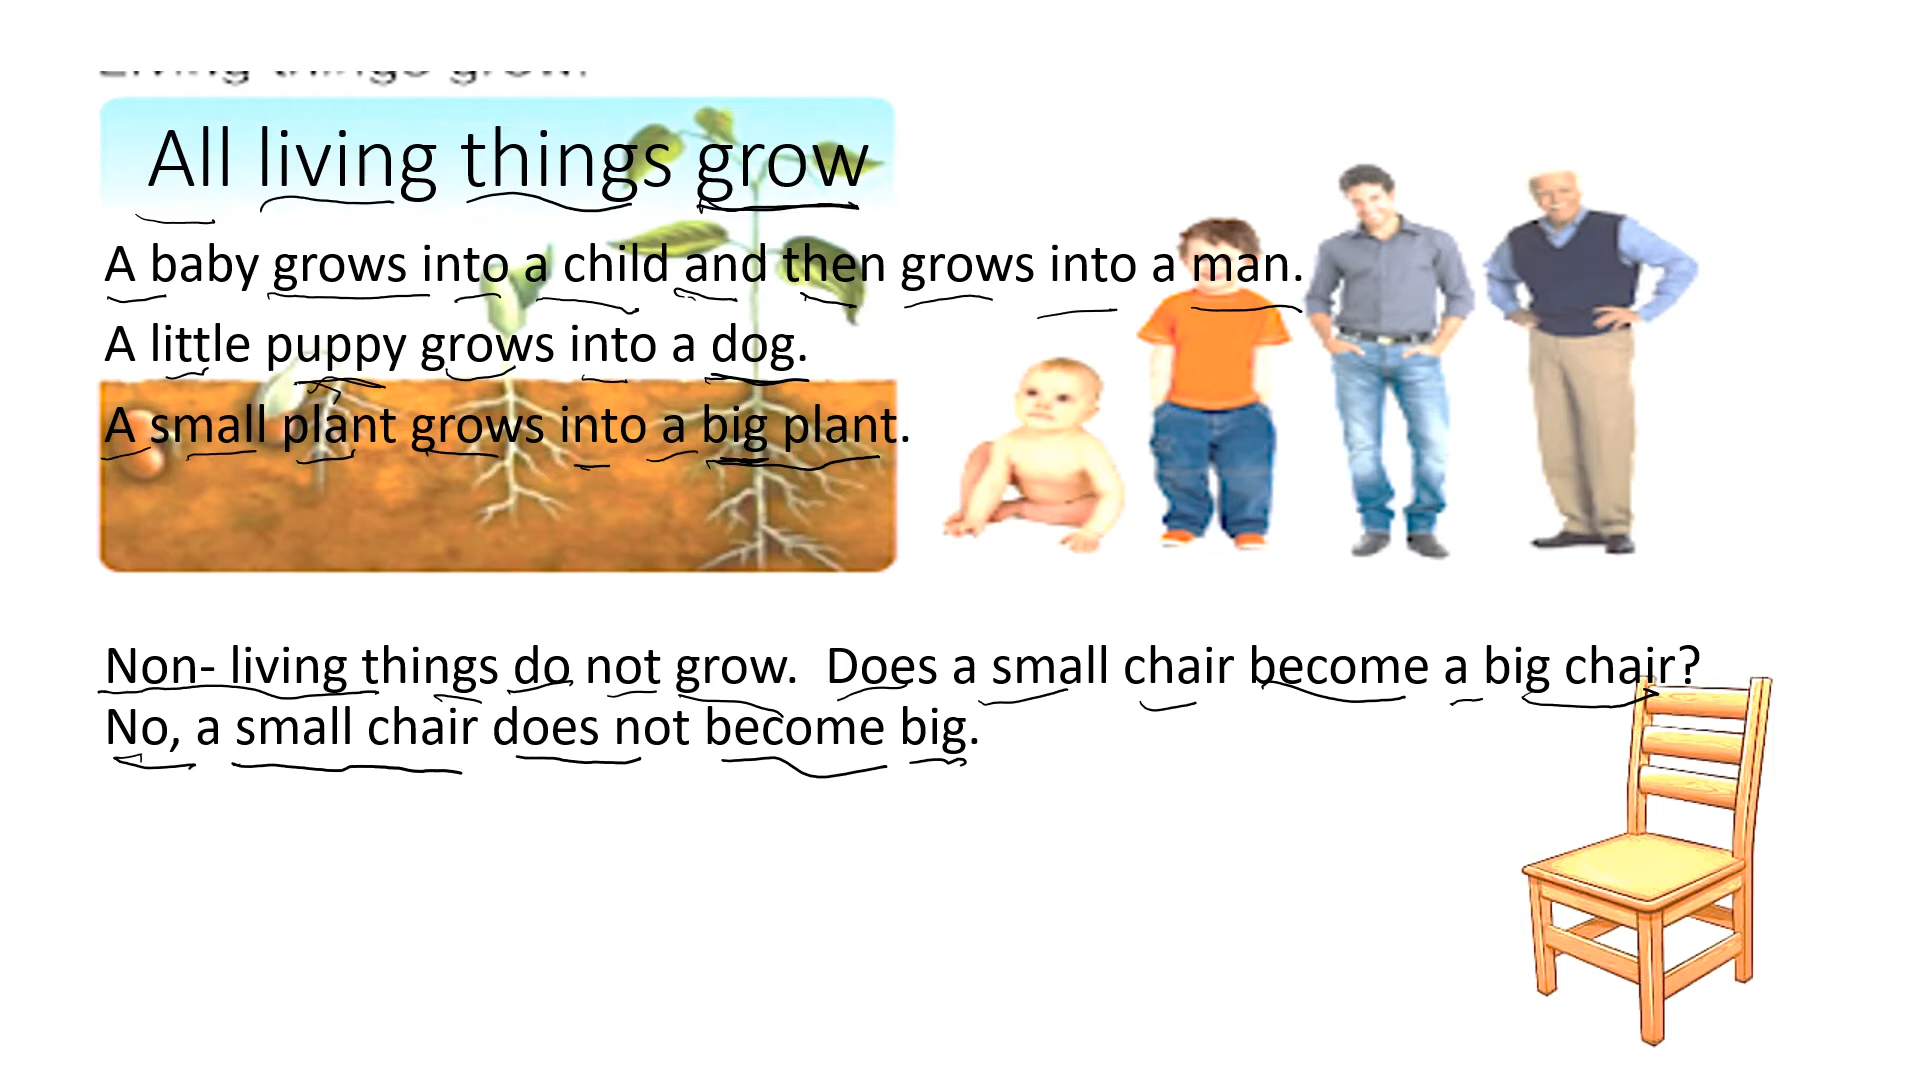 All living things grow
A baby grows into a child and then grows into a man.
A little puppy grows into a dog.
A small plant grows into a big plant.
Non- living things do not grow. Does a small chair become a big chair?
No, a small chair does not become big.